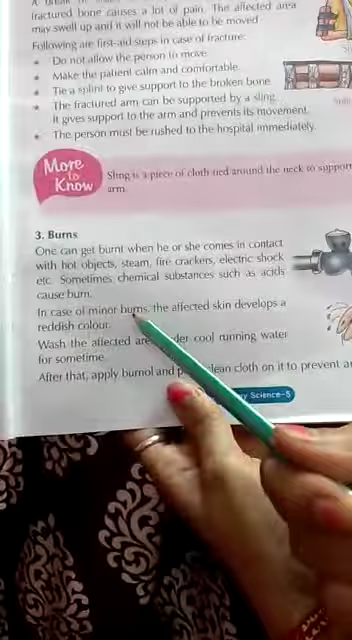 fractured bone causes a lot of pain. The affected area
may swell up and it will not be able to be moved
Following are first-aid steps in case of fracture:
• Do not allow the person to move.
• Make the patient calm and comfortable.
• Tie a splint to give support to the broken bone.
• The fractured arm can be supported by a sling.
It gives support to the arm and prevents its movement.
• The person must be rushed to the hospital immediately.
More
to
Know
Sling is a piece of cloth tied around the neck to support
arm.
3. Burns
One can get burnt when he or she comes in contact
with hot objects, steam, fire crackers, electric shock
etc. Sometimes chemical substances such as acids
cause burn.
In case of minor burns, the affected skin develops a
reddish colour.
Wash the affected cool running water
for sometime.
After that, apply burnol and cloth on it to prevent
Science-5